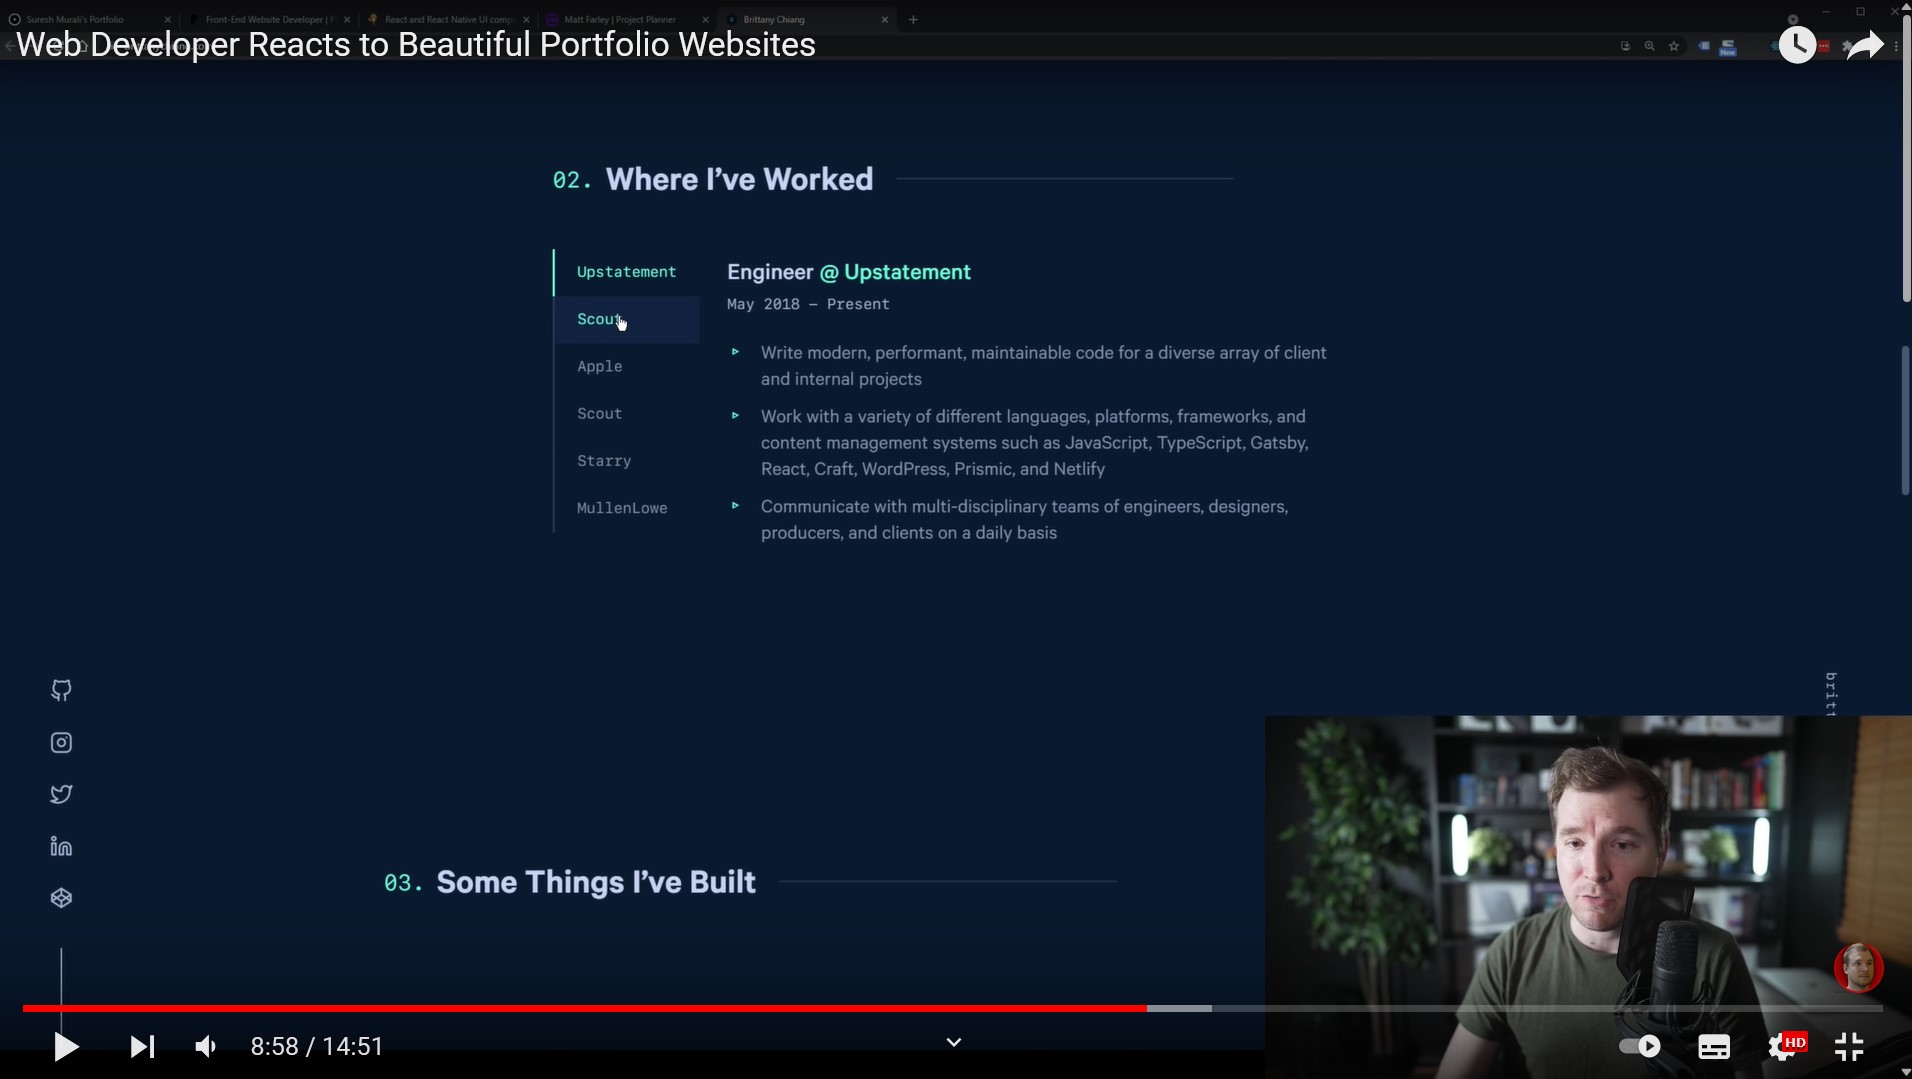 Suresh Murali's Portfolio
Front-End Website Developer | P
React and React Native UI comp
Matt Farley | Project Planner
Brittany Chiang
Web Developer Reacts to Beautiful Portfolio Websites
New
02. Where I've Worked
Upstatement
Scout
Apple
Scout
Starry
MullenLowe
Engineer @ Upstatement
May 2018 – Present
Write modern, performant, maintainable code for a diverse array of client
and internal projects
Work with a variety of different languages, platforms, frameworks, and
content management systems such as JavaScript, TypeScript, Gatsby,
React, Craft, WordPress, Prismic, and Netlify
Communicate with multi-disciplinary teams of engineers, designers,
producers, and clients on a daily basis
britt
in
03. Some Things I've Built
8:58 / 14:51
HD